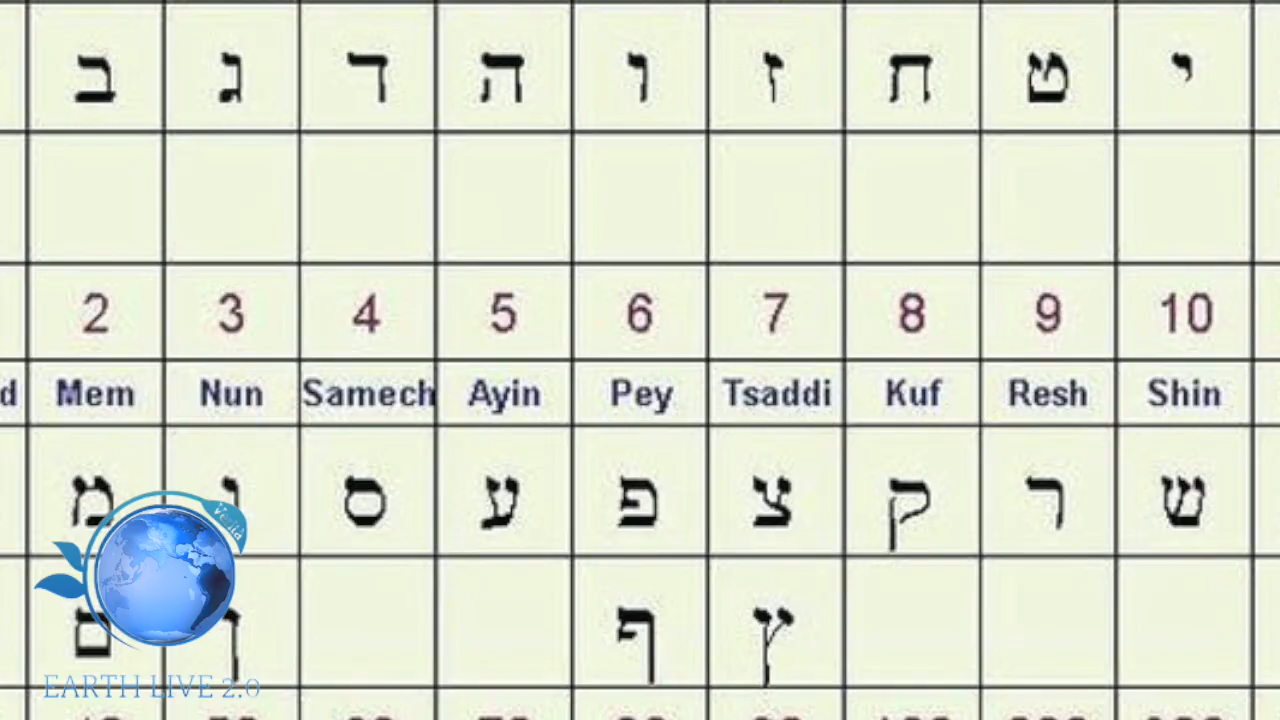 ב ג ד ה ו ז ח ט י
2 3 4 5 6 7 8 9 10
Mem Nun Samech Ayin Pey Tsaddi Kuf Resh Shin
מ נ ס ע פ צ ק ר ש
ם ן ף ץ
EARTH LIVE 2.0